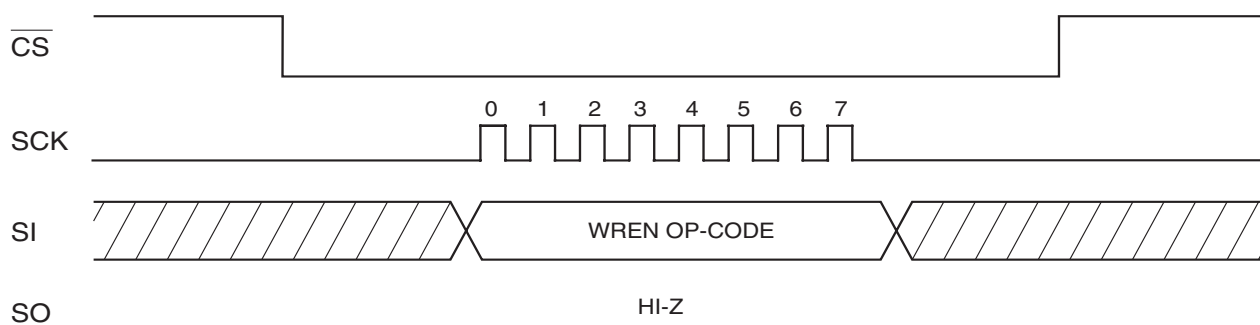 CS
0 1 2 3 4 5 6 7
SCK
SI WREN OP-CODE
SO HI-Z